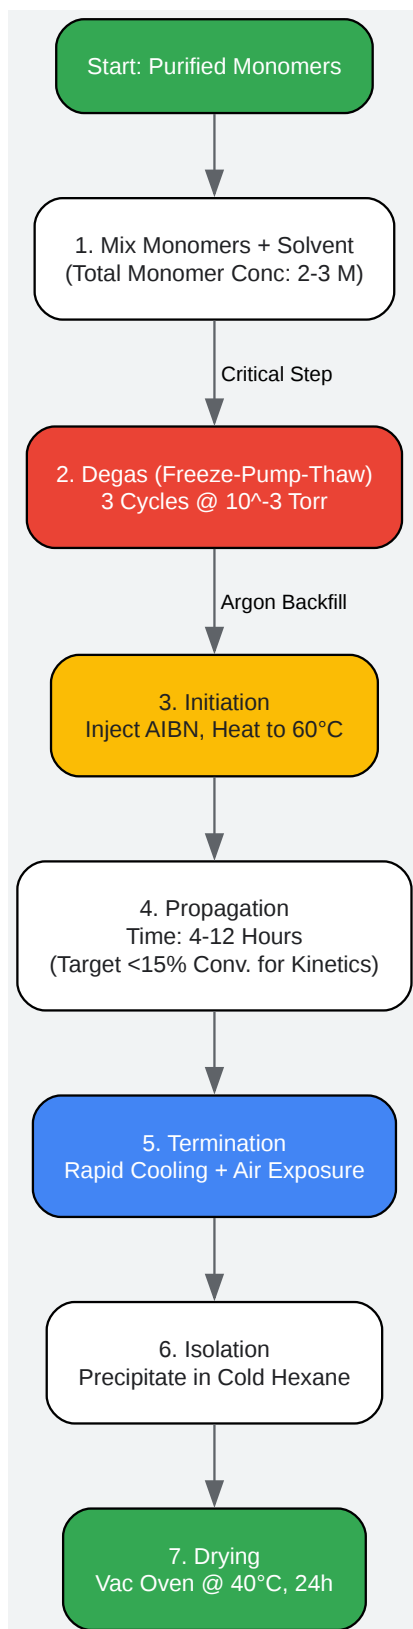 Start: Purified Monomers
1. Mix Monomers + Solvent
(Total Monomer Conc: 2-3 M)
Critical Step
2. Degas (Freeze-Pump-Thaw)
3 Cycles @ 10^-3 Torr
Argon Backfill
3. Initiation
Inject AIBN, Heat to 60°C
4. Propagation
Time: 4-12 Hours
(Target <15% Conv. for Kinetics)
5. Termination
Rapid Cooling + Air Exposure
6. Isolation
Precipitate in Cold Hexane
7. Drying
Vac Oven @ 40°C, 24h